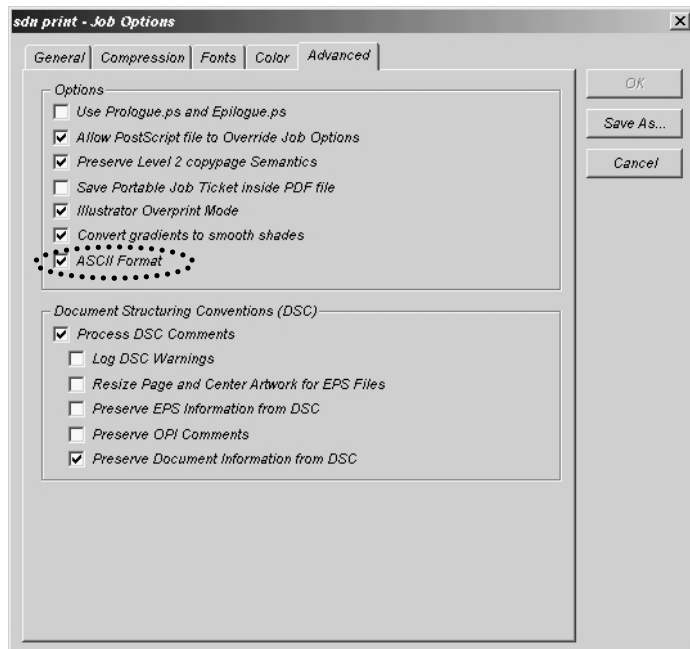 sdn print - Job Options
General Compression Fonts Color Advanced
Options
Use Prologue.ps and Epilogue.ps
Allow PostScript file to Override Job Options
Preserve Level 2 copypage Semantics
Save Portable Job Ticket inside PDF file
Illustrator Overprint Mode
Convert gradients to smooth shades
ASCII Format
Document Structuring Conventions (DSC)
Process DSC Comments
Log DSC Warnings
Resize Page and Center Artwork for EPS Files
Preserve EPS Information from DSC
Preserve OPI Comments
Preserve Document Information from DSC
OK
Save As...
Cancel